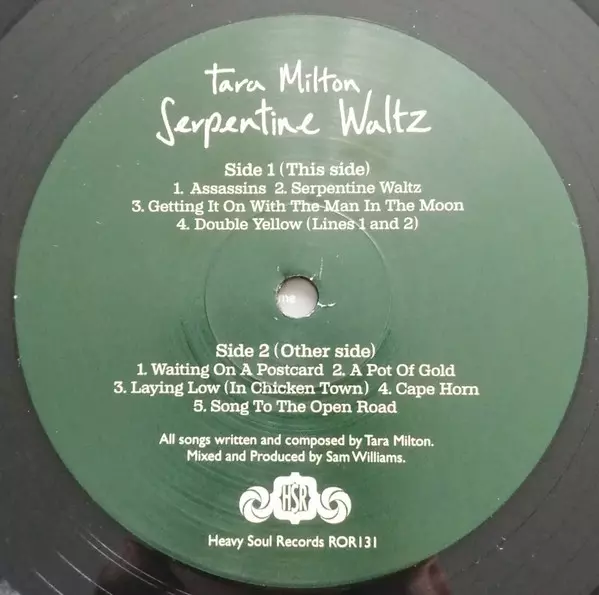 Tara Milton
Serpentine Waltz
Side 1 (This side)
1. Assassins 2. Serpentine Waltz
3. Getting It On With The Man In The Moon
4. Double Yellow (Lines 1 and 2)
me
Side 2 (Other side)
1. Waiting On A Postcard 2. A Pot Of Gold
3. Laying Low (In Chicken Town) 4. Cape Horn
5. Song To The Open Road
All songs written and composed by Tara Milton.
Mixed and Produced by Sam Williams.
HSR
Heavy Soul Records ROR131